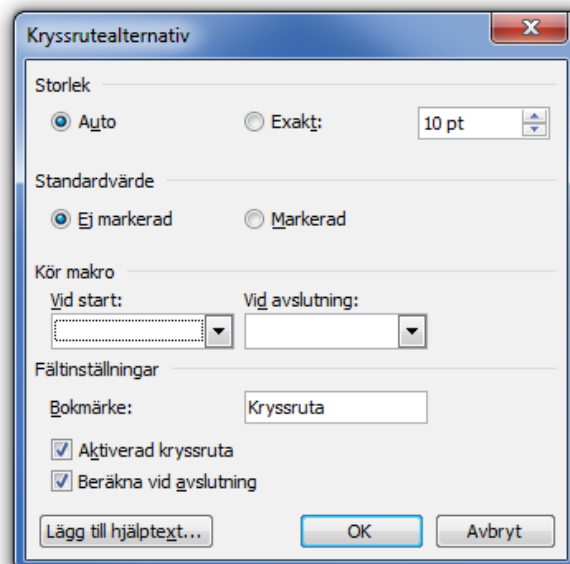 Kryssrutealternativ
Storlek
Auto Exakt: 10 pt
Standardvärde
Ej markerad Markerad
Kör makro
Vid start: Vid avslutning:
Fältinställningar
Bokmärke: Kryssruta
Aktiverad kryssruta
Beräkna vid avslutning
Lägg till hjälptext... OK Avbryt